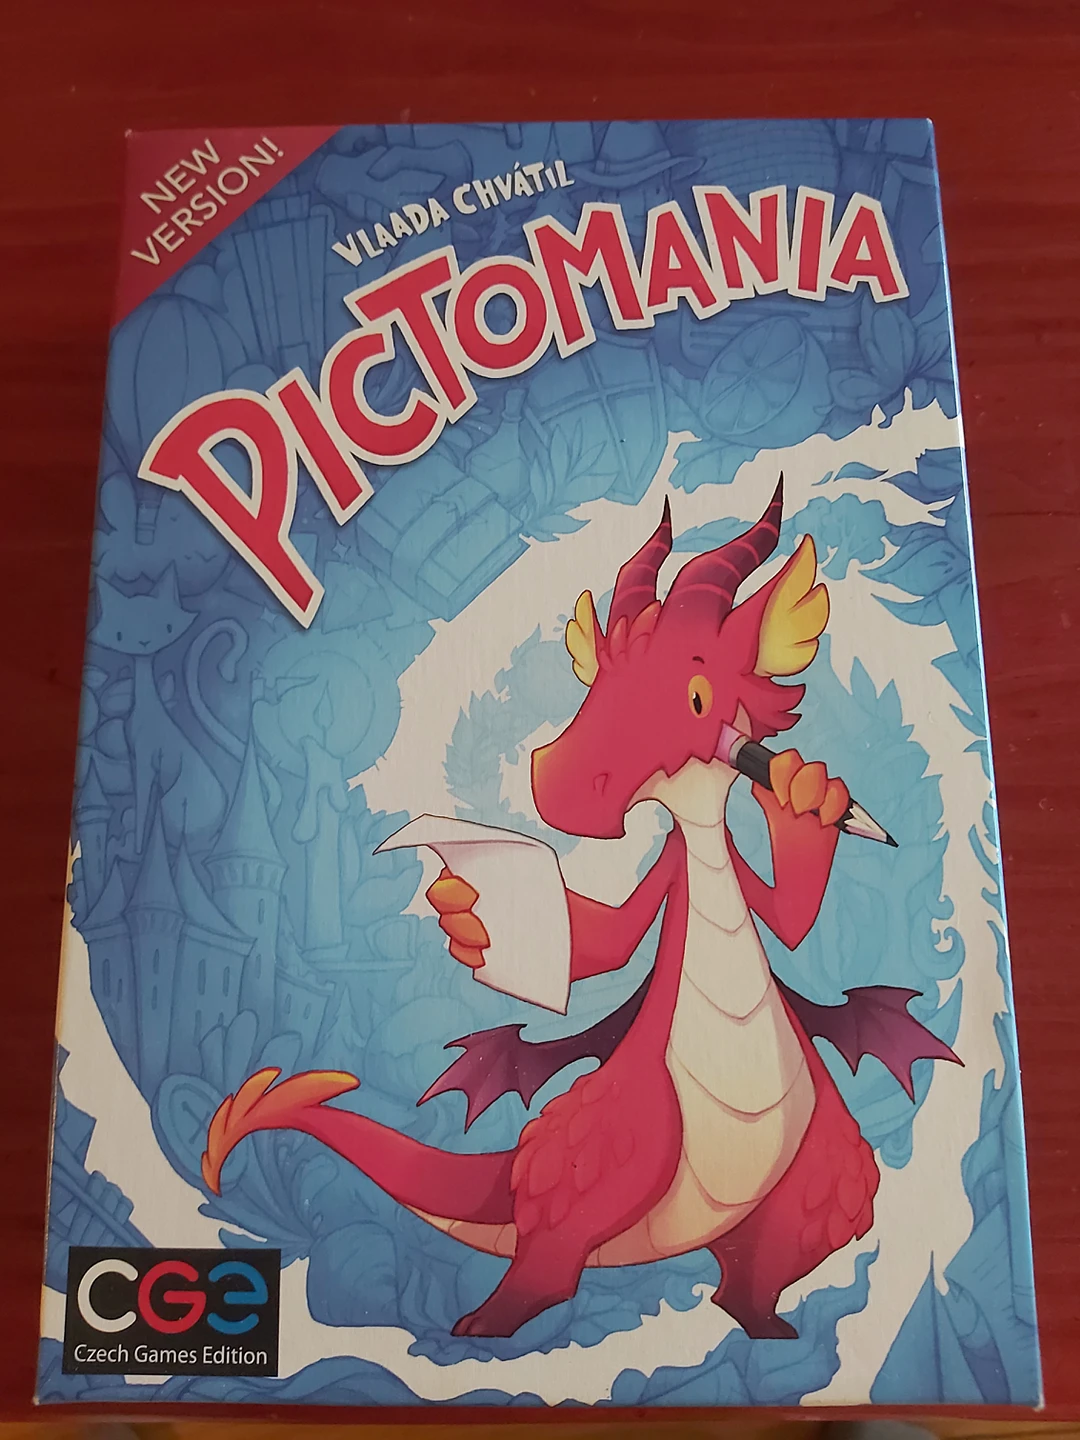 NEW
VERSION!
VLAADA CHVÁTIL
PICTOMANIA
CGE
Czech Games Edition